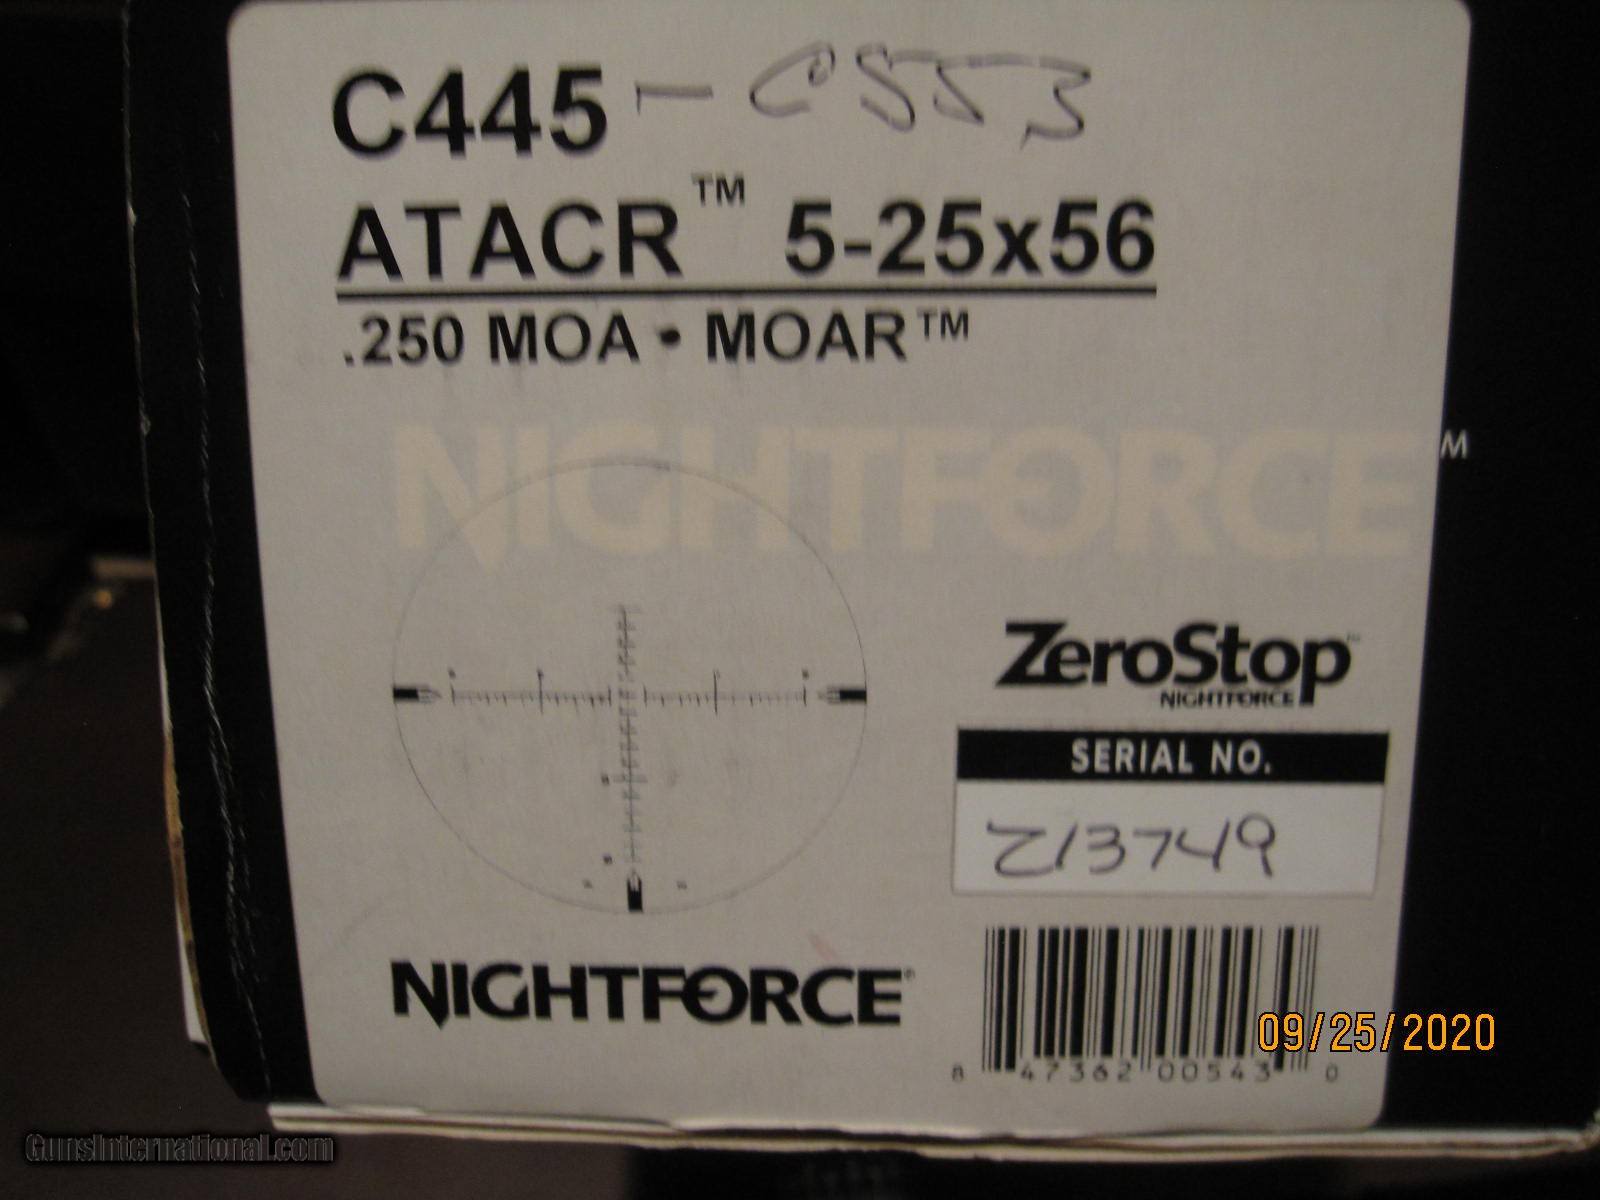 C445 - C553
ATACR™ 5-25x56
.250 MOA • MOAR™
NIGHTFORCE™
ZeroStop™
NIGHTFORCE
SERIAL NO.
Z13749
NIGHTFORCE®
8 47362 00543 0
09/25/2020
GunsInternational.com